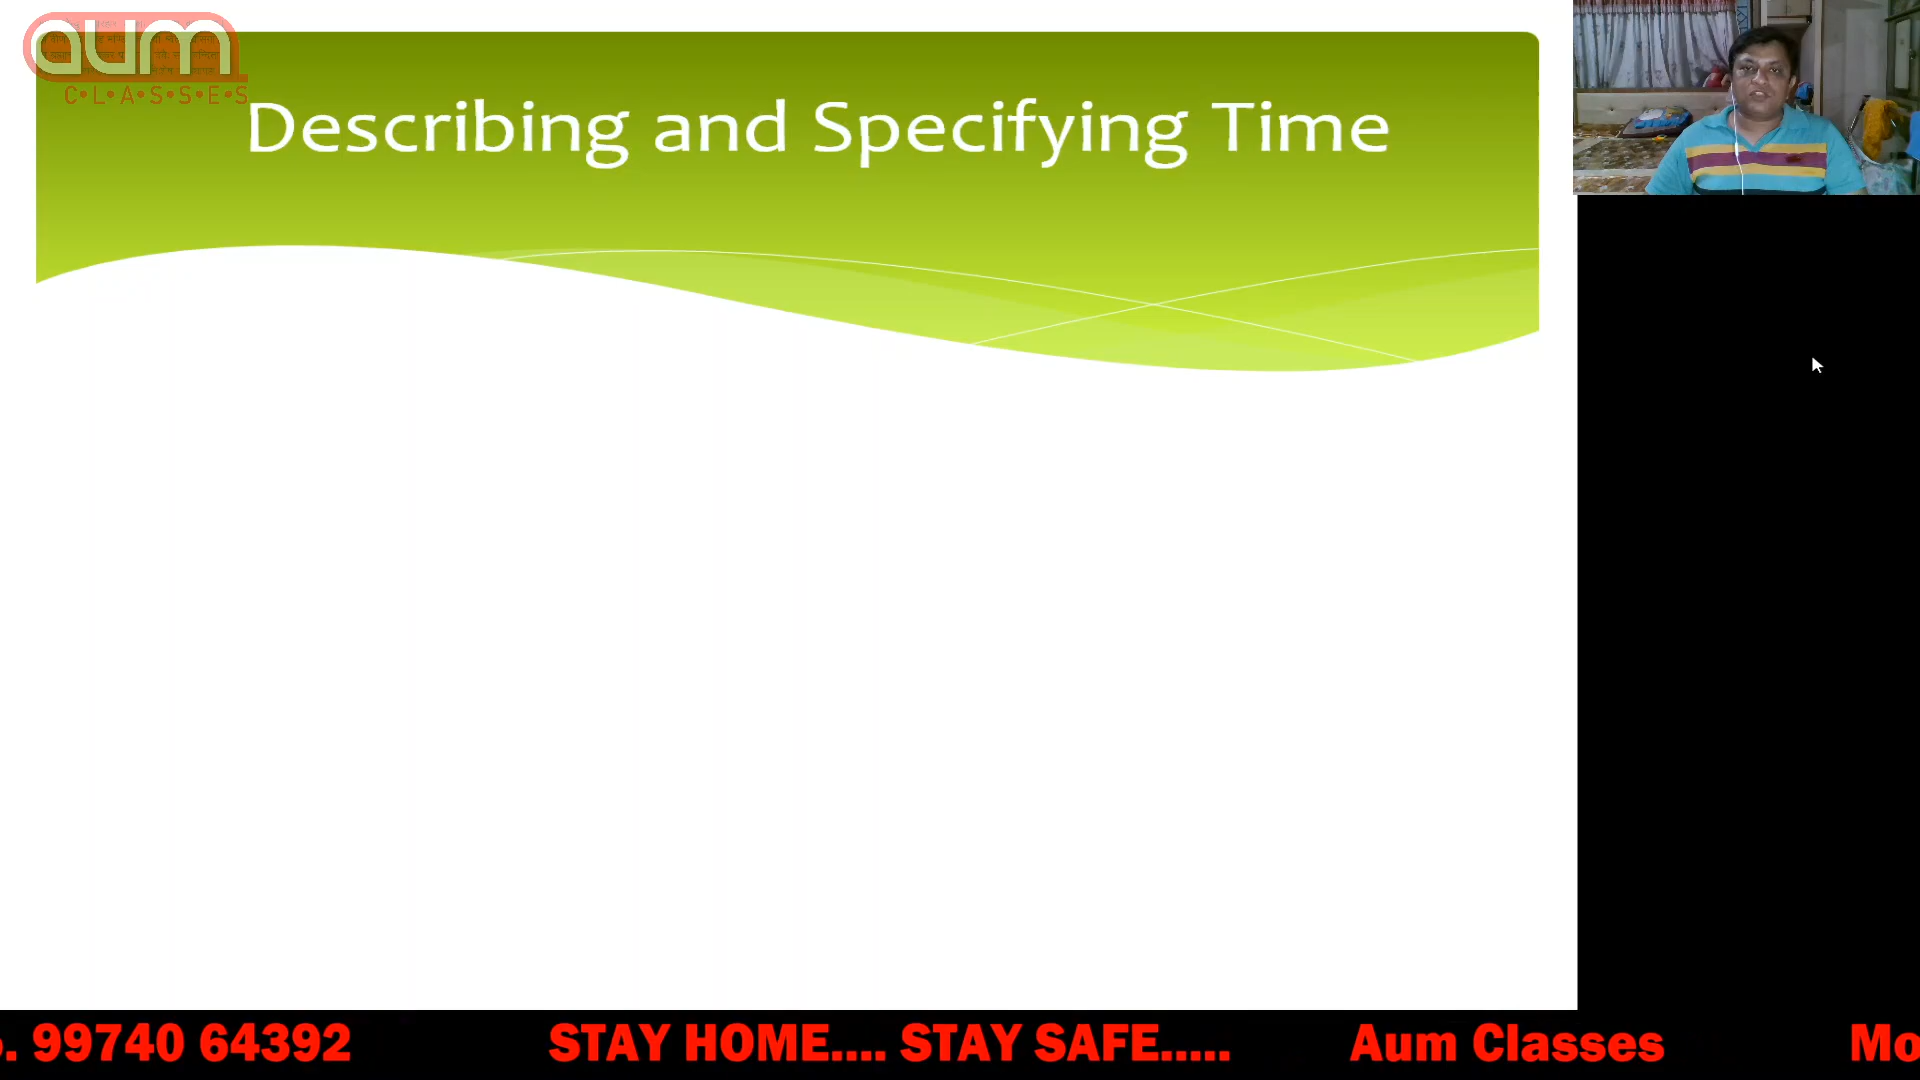 aum
C•L•A•S•S•E•S
Describing and Specifying Time
. 99740 64392 STAY HOME.... STAY SAFE..... Aum Classes Mo